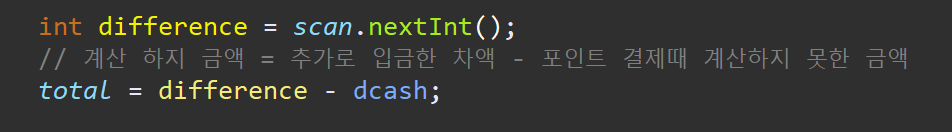 int difference = scan.nextInt();
// 계산 하지 금액 = 추가로 입금한 차액 - 포인트 결제때 계산하지 못한 금액
total = difference - dcash;